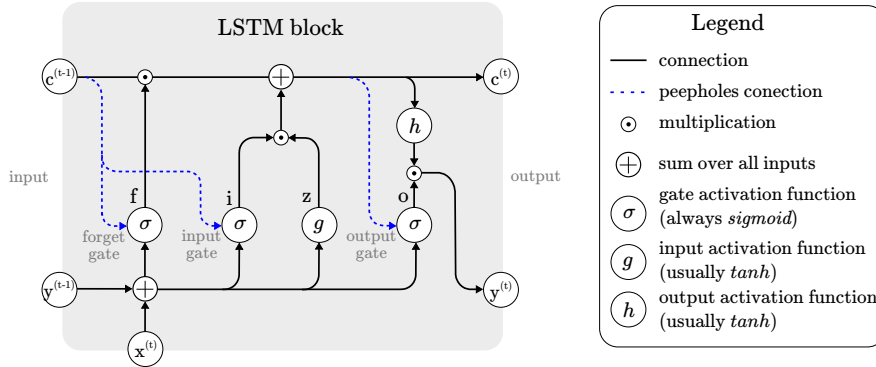 LSTM block
c(t-1)
c(t)
h
input
output
f
i
z
o
σ
σ
g
σ
forget
gate
input
gate
output
gate
y(t-1)
y(t)
x(t)
Legend
connection
peepholes conection
multiplication
sum over all inputs
σ
gate activation function
(always sigmoid)
g
input activation function
(usually tanh)
h
output activation function
(usually tanh)